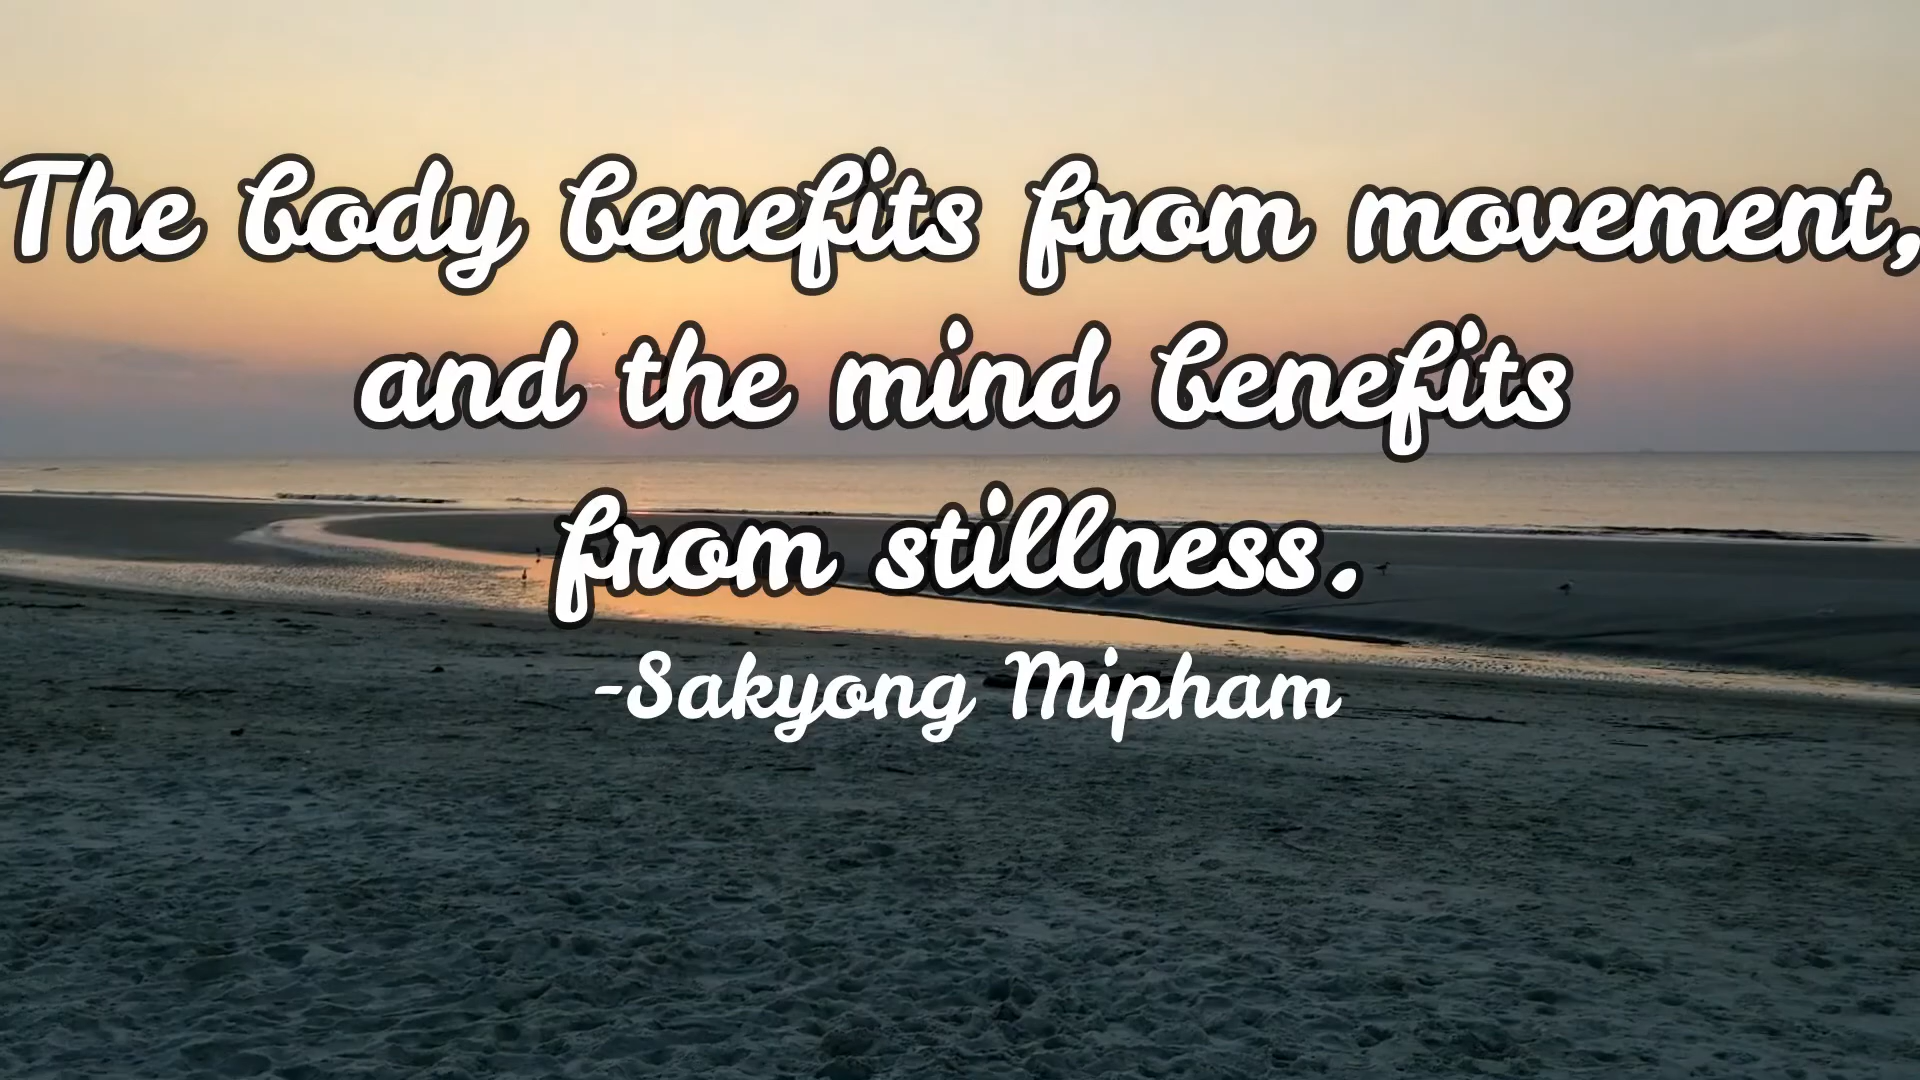 The body benefits from movement,
and the mind benefits
from stillness.
-Sakyong Mipham